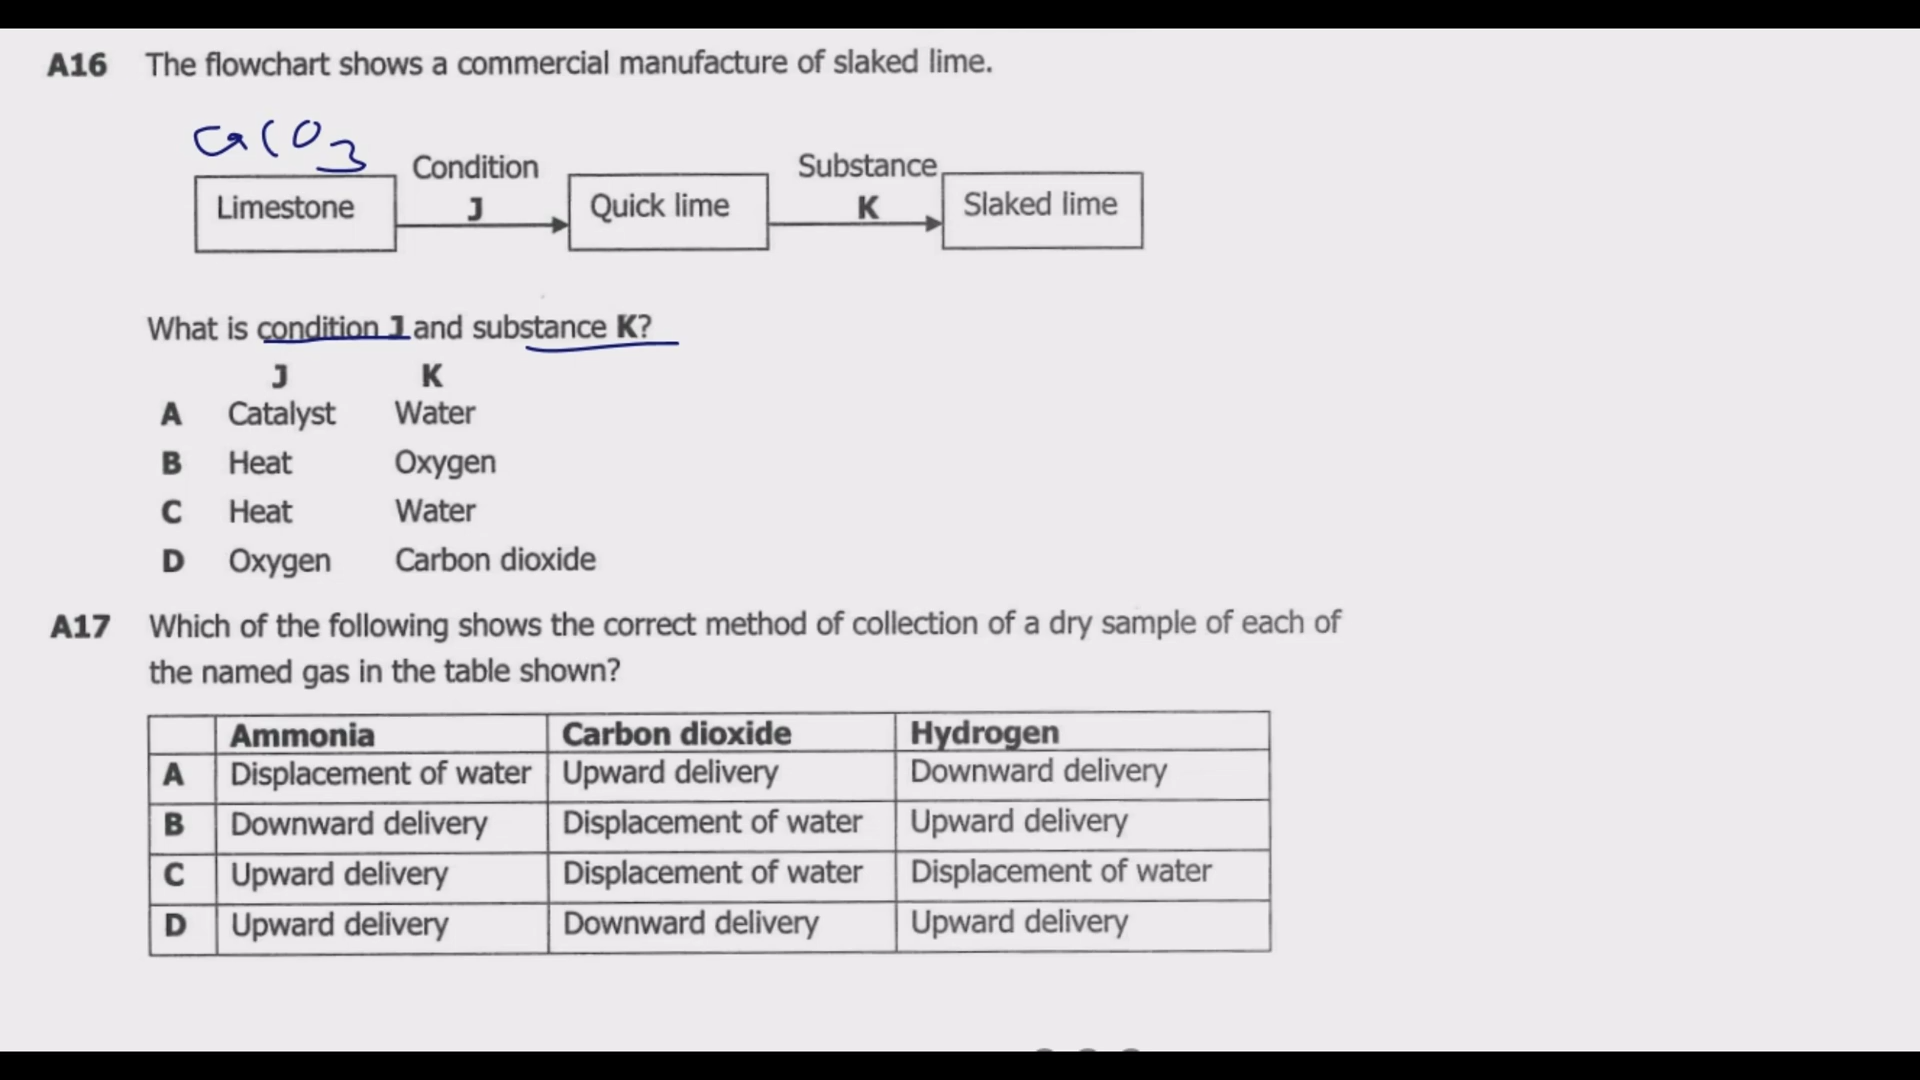 A16 The flowchart shows a commercial manufacture of slaked lime.
CaCO3
Condition Substance
Limestone J Quick lime K Slaked lime
What is condition J and substance K?
J K
A Catalyst Water
B Heat Oxygen
C Heat Water
D Oxygen Carbon dioxide
A17 Which of the following shows the correct method of collection of a dry sample of each of
the named gas in the table shown?
Ammonia Carbon dioxide Hydrogen
A Displacement of water Upward delivery Downward delivery
B Downward delivery Displacement of water Upward delivery
C Upward delivery Displacement of water Displacement of water
D Upward delivery Downward delivery Upward delivery